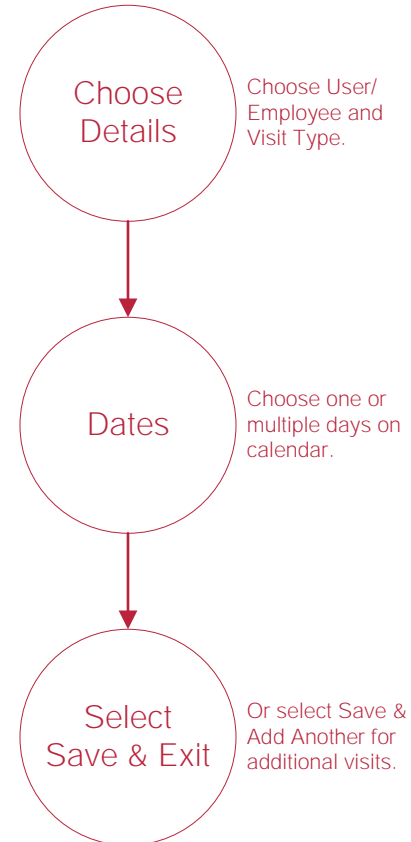 Choose
Details
Choose User/
Employee and
Visit Type.
Dates
Choose one or
multiple days on
calendar.
Select
Save & Exit
Or select Save &
Add Another for
additional visits.